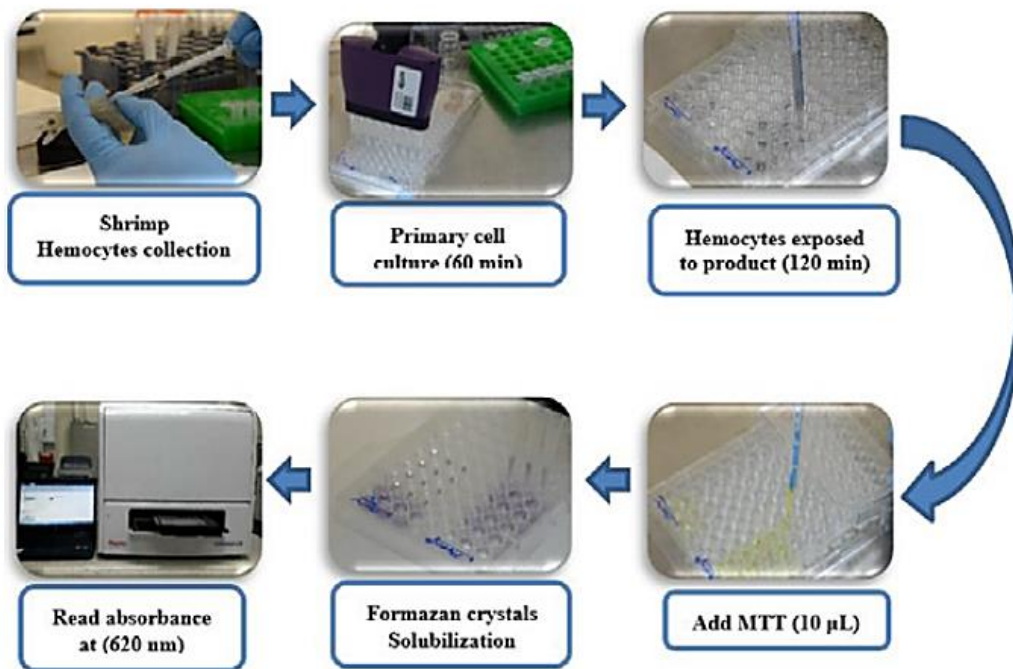 Shrimp
Hemocytes collection
Primary cell
culture (60 min)
Hemocytes exposed
to product (120 min)
Add MTT (10 µL)
Formazan crystals
Solubilization
Read absorbance
at (620 nm)